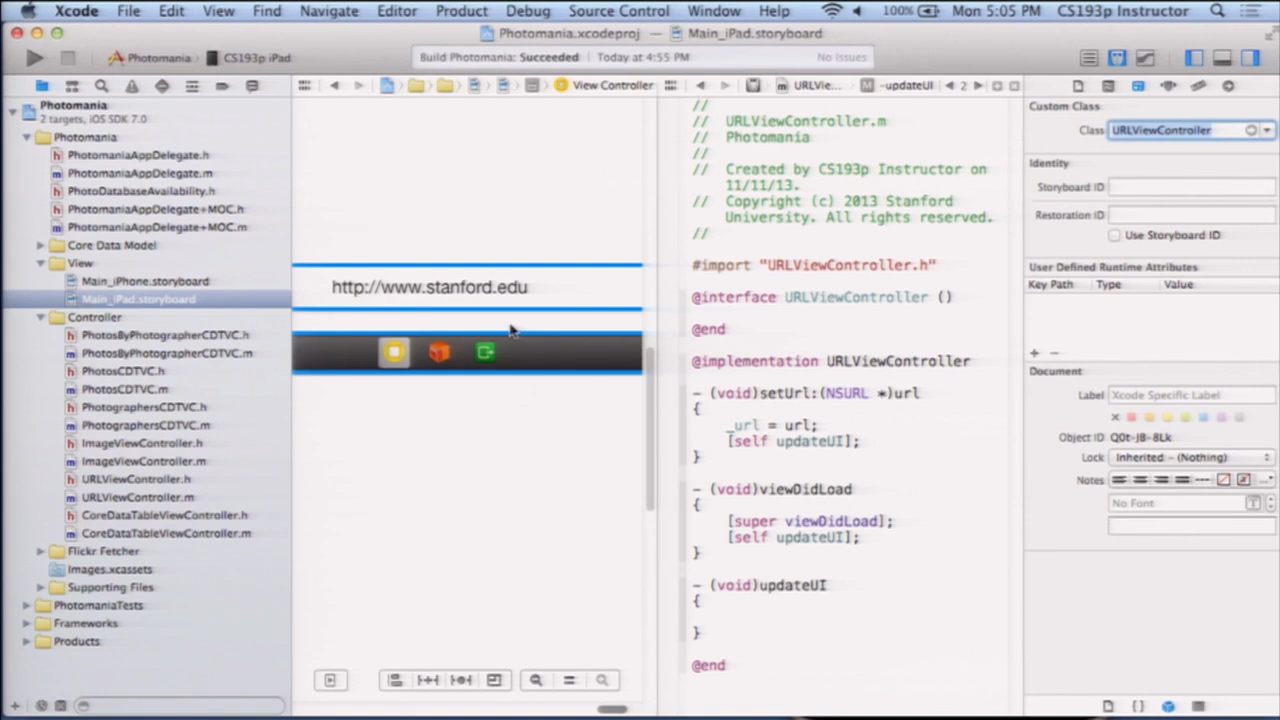 Xcode File Edit View Find Navigate Editor Product Debug Source Control Window Help 100% Mon 5:05 PM CS193p Instructor
Photomania.xcodeproj — Main_iPad.storyboard
Photomania CS193p iPad
Build Photomania: Succeeded Today at 4:55 PM No Issues
View Controller
URLVie... M -updateUI 2
Photomania
2 targets, iOS SDK 7.0
Photomania
h PhotomaniaAppDelegate.h
m PhotomaniaAppDelegate.m
h PhotoDatabaseAvailability.h
h PhotomaniaAppDelegate+MOC.h
m PhotomaniaAppDelegate+MOC.m
Core Data Model
View
Main_iPhone.storyboard
Main_iPad.storyboard
Controller
h PhotosByPhotographerCDTVC.h
m PhotosByPhotographerCDTVC.m
h PhotosCDTVC.h
m PhotosCDTVC.m
h PhotographersCDTVC.h
m PhotographersCDTVC.m
h ImageViewController.h
m ImageViewController.m
h URLViewController.h
m URLViewController.m
h CoreDataTableViewController.h
m CoreDataTableViewController.m
Flickr Fetcher
Images.xcassets
Supporting Files
PhotomaniaTests
Frameworks
Products
http://www.stanford.edu
//
// URLViewController.m
// Photomania
//
// Created by CS193p Instructor on
11/11/13.
// Copyright (c) 2013 Stanford
University. All rights reserved.
//
#import "URLViewController.h"
@interface URLViewController ()
@end
@implementation URLViewController
- (void)setUrl:(NSURL *)url
{
_url = url;
[self updateUI];
}
- (void)viewDidLoad
{
[super viewDidLoad];
[self updateUI];
}
- (void)updateUI
{
}
@end
Custom Class
Class URLViewController
Identity
Storyboard ID
Restoration ID
Use Storyboard ID
User Defined Runtime Attributes
Key Path Type Value
Document
Label Xcode Specific Label
Object ID Q0t-JB-8Lk
Lock Inherited - (Nothing)
Notes
No Font